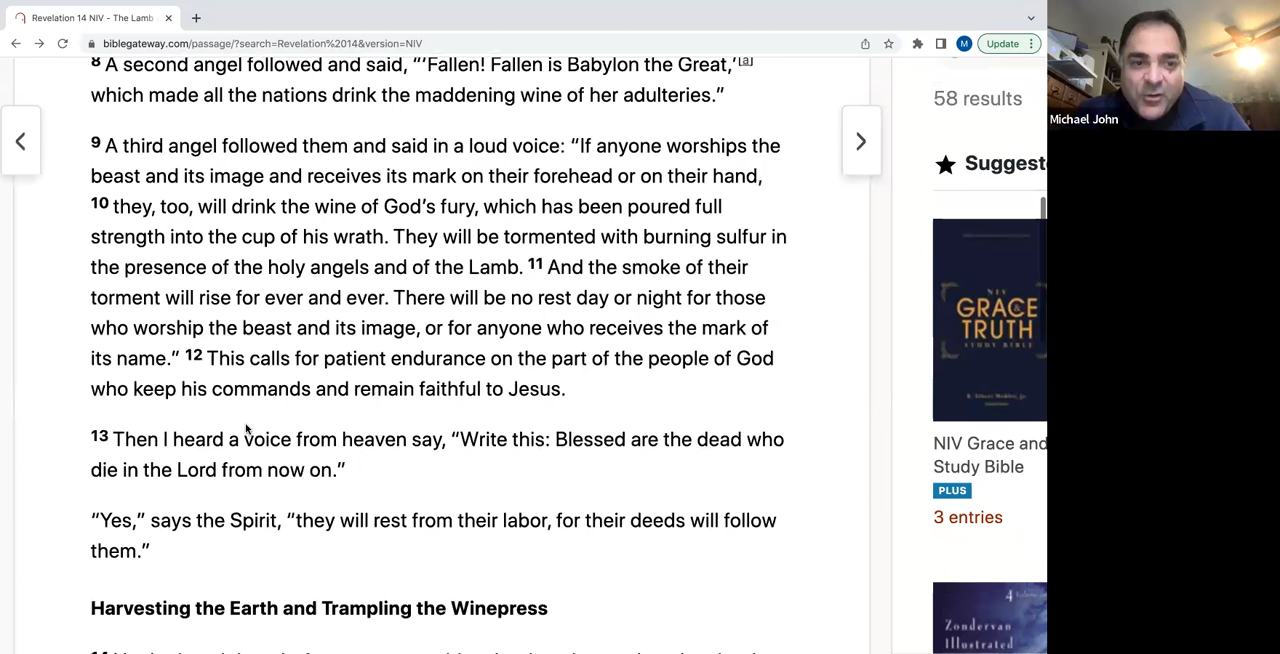 Revelation 14 NIV - The Lamb
biblegateway.com/passage/?search=Revelation%2014&version=NIV
M
Update
8 A second angel followed and said, “‘Fallen! Fallen is Babylon the Great,’[a]
which made all the nations drink the maddening wine of her adulteries.”
9 A third angel followed them and said in a loud voice: “If anyone worships the
beast and its image and receives its mark on their forehead or on their hand,
10 they, too, will drink the wine of God’s fury, which has been poured full
strength into the cup of his wrath. They will be tormented with burning sulfur in
the presence of the holy angels and of the Lamb. 11 And the smoke of their
torment will rise for ever and ever. There will be no rest day or night for those
who worship the beast and its image, or for anyone who receives the mark of
its name.” 12 This calls for patient endurance on the part of the people of God
who keep his commands and remain faithful to Jesus.
13 Then I heard a voice from heaven say, “Write this: Blessed are the dead who
die in the Lord from now on.”
“Yes,” says the Spirit, “they will rest from their labor, for their deeds will follow
them.”
Harvesting the Earth and Trampling the Winepress
58 results
Suggest
NIV
GRACE
&
TRUTH
STUDY BIBLE
NIV Grace and
Study Bible
PLUS
3 entries
4
Zondervan
Illustrated
Michael John